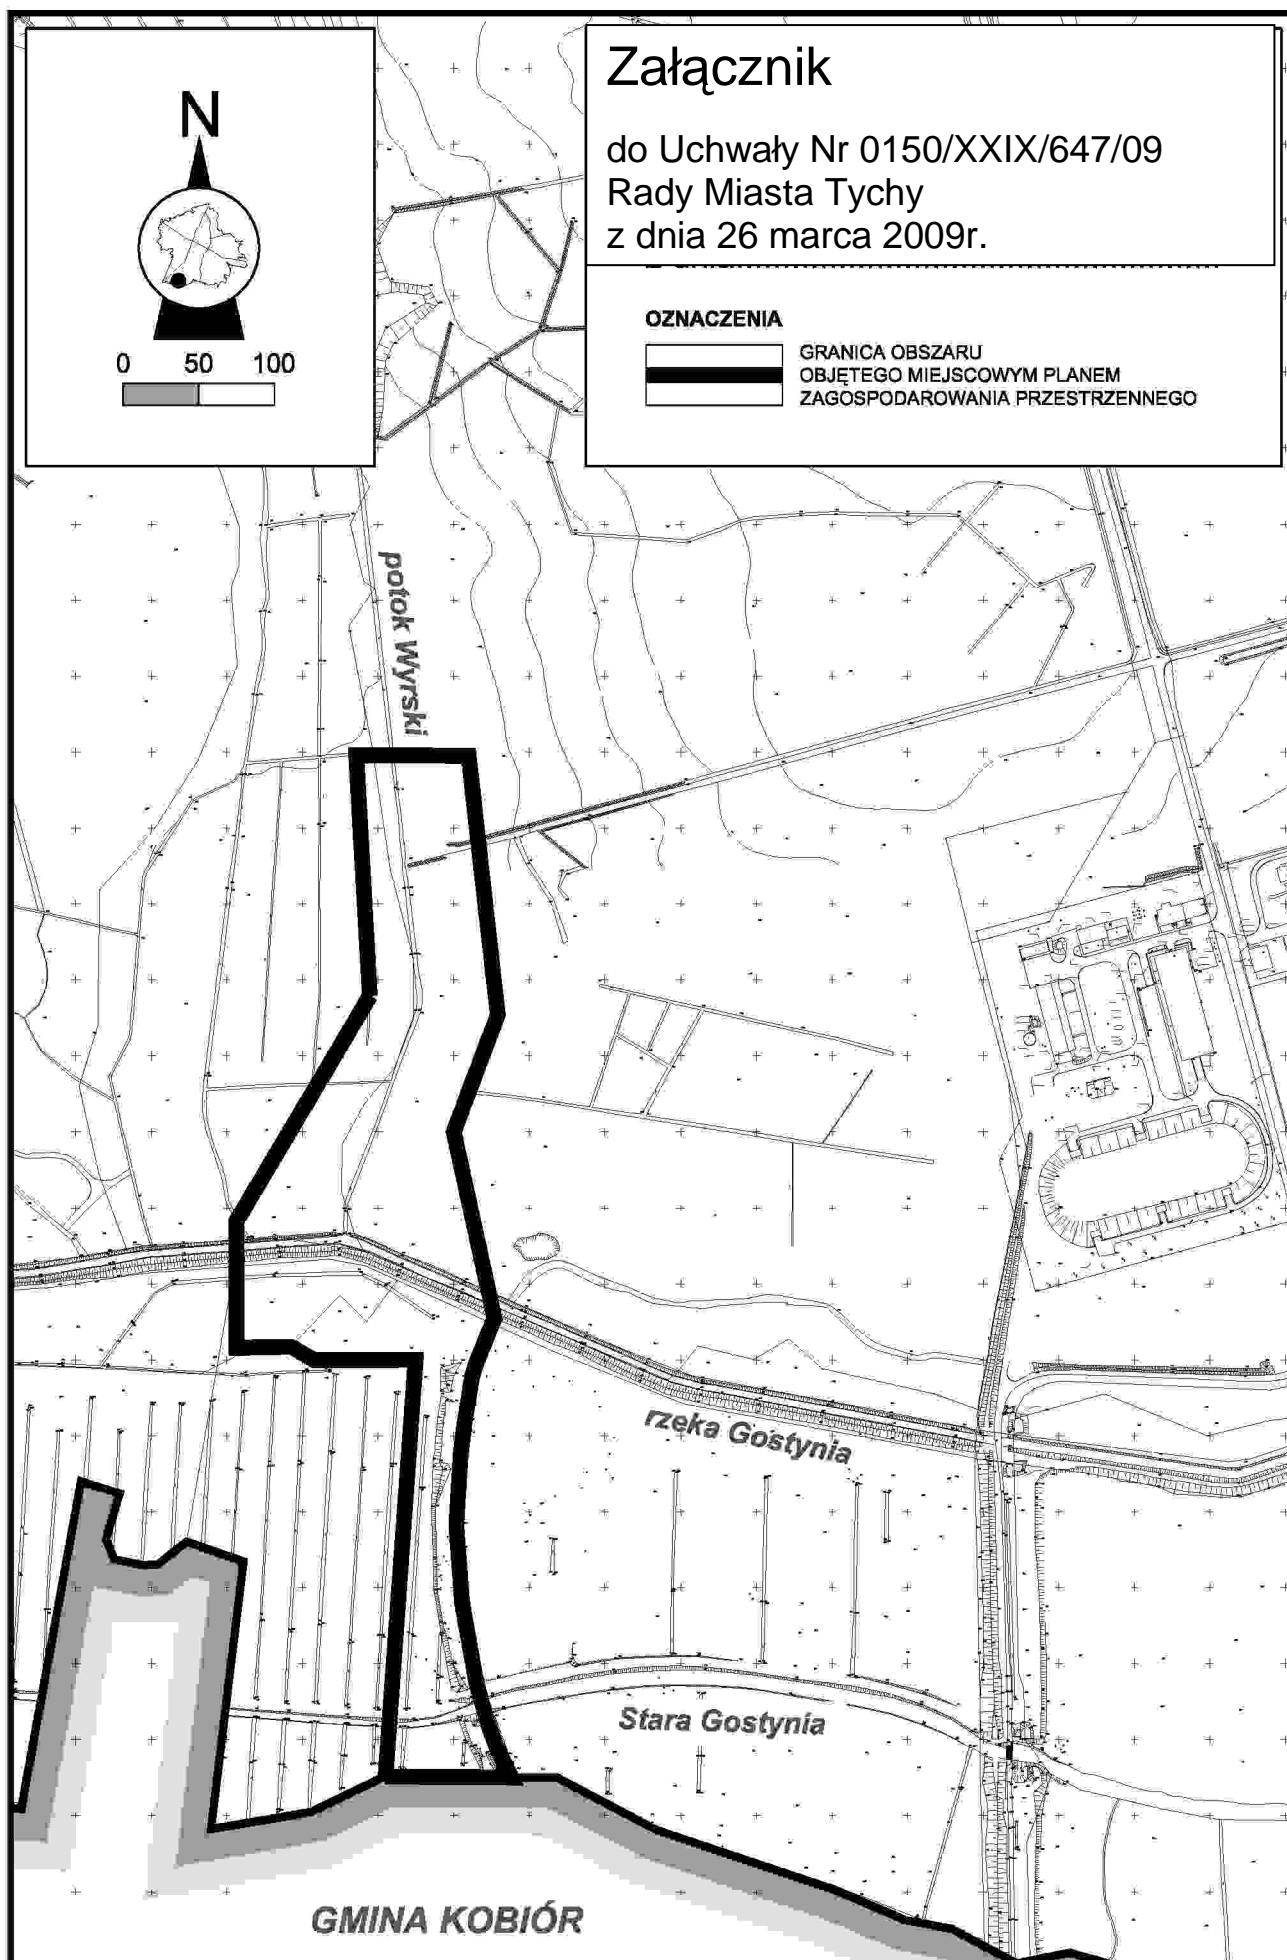 N
0 50 100
Załącznik
do Uchwały Nr 0150/XXIX/647/09
Rady Miasta Tychy
z dnia 26 marca 2009r.
OZNACZENIA
GRANICA OBSZARU
OBJĘTEGO MIEJSCOWYM PLANEM
ZAGOSPODAROWANIA PRZESTRZENNEGO
potok Wyrski
rzeka Gostynia
Stara Gostynia
GMINA KOBIÓR